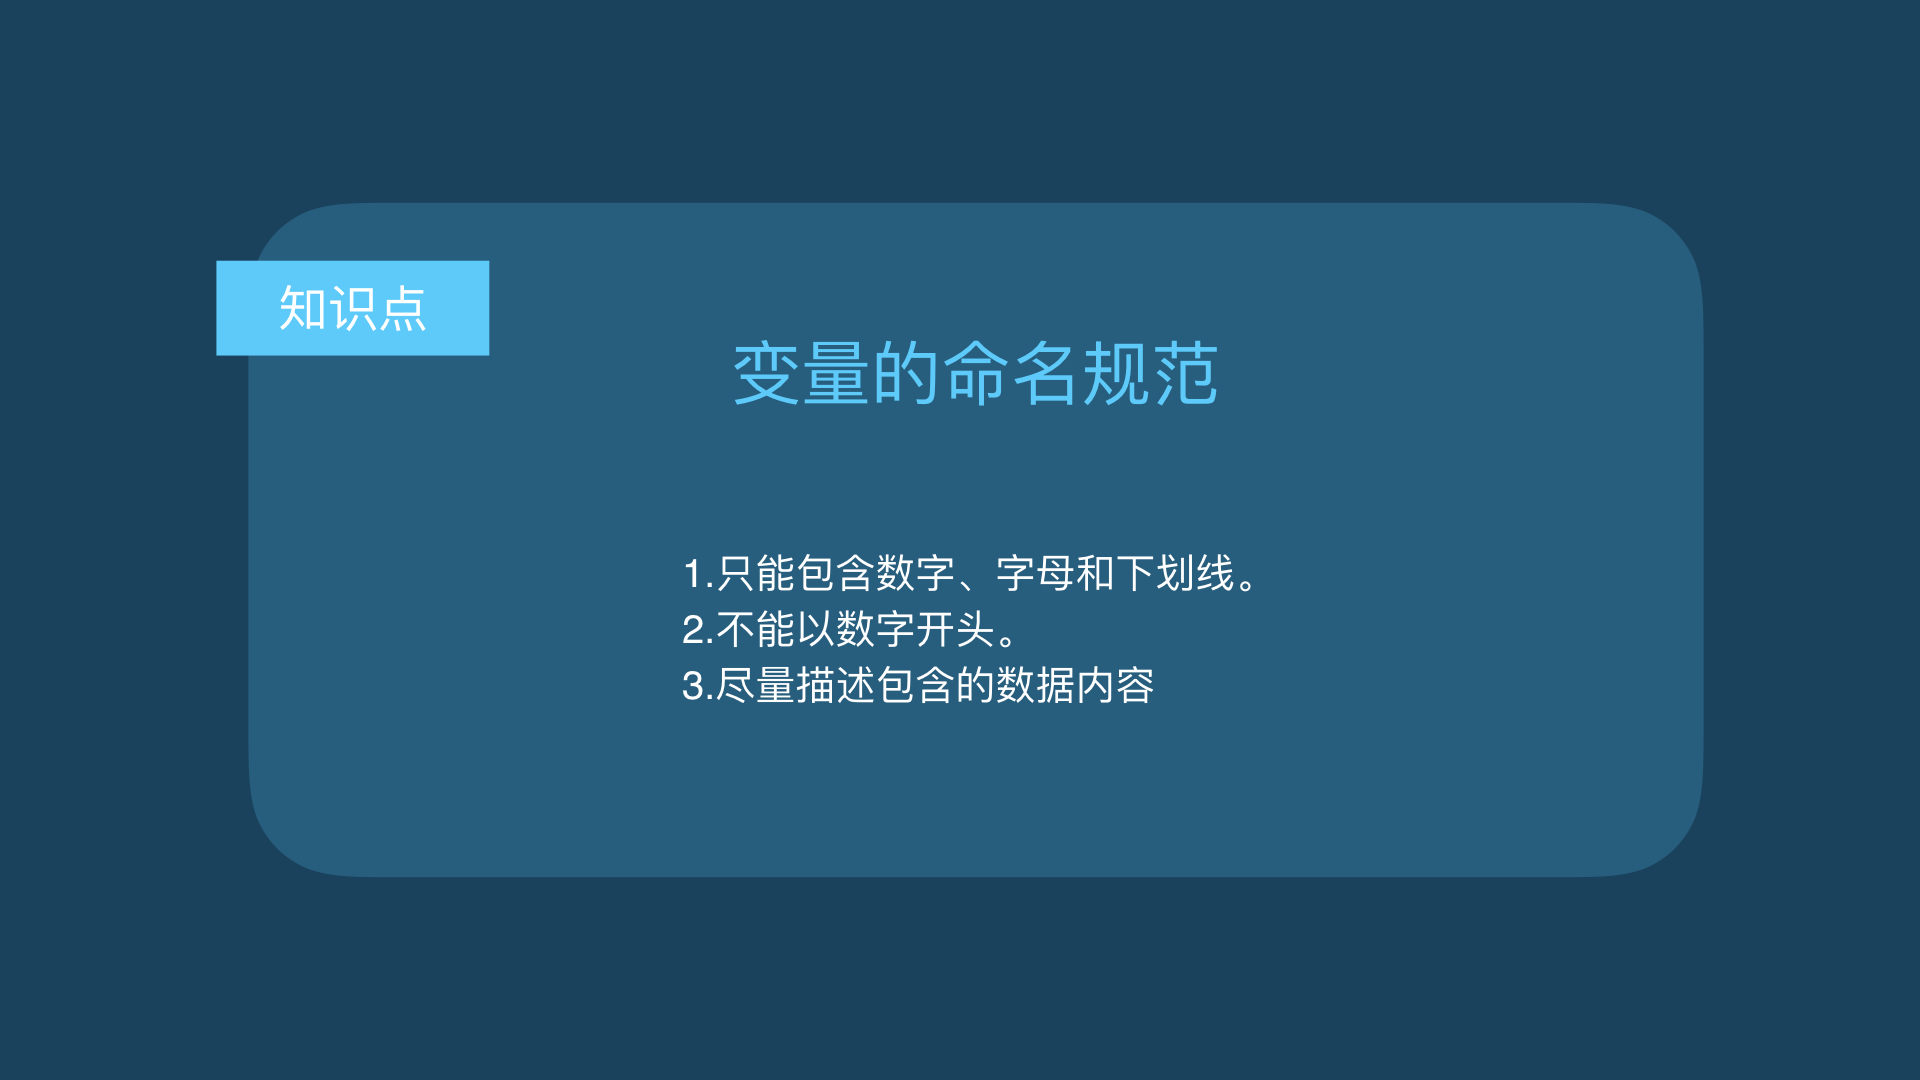 知识点
变量的命名规范
1.只能包含数字、字母和下划线。
2.不能以数字开头。
3.尽量描述包含的数据内容